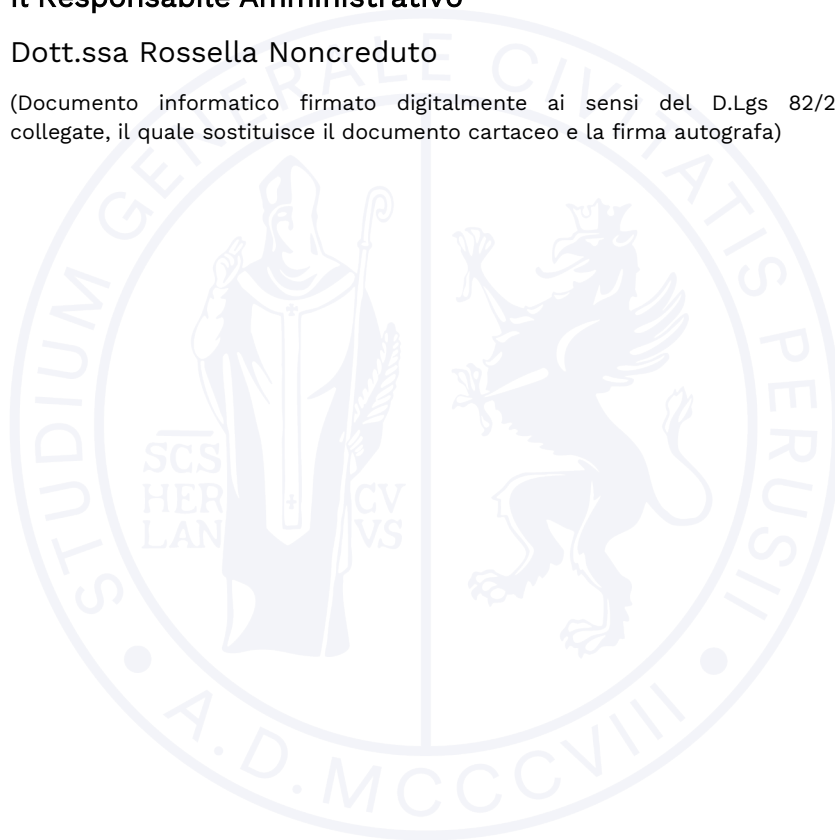 Il Responsabile Amministrativo
Dott.ssa Rossella Noncreduto
(Documento informatico firmato digitalmente ai sensi del D.Lgs 82/2
collegate, il quale sostituisce il documento cartaceo e la firma autografa)
STUDIUM GENERALE CIVITATIS PERUSII
SCS
HER CV
LAN VS
A.D. MCCCVIII